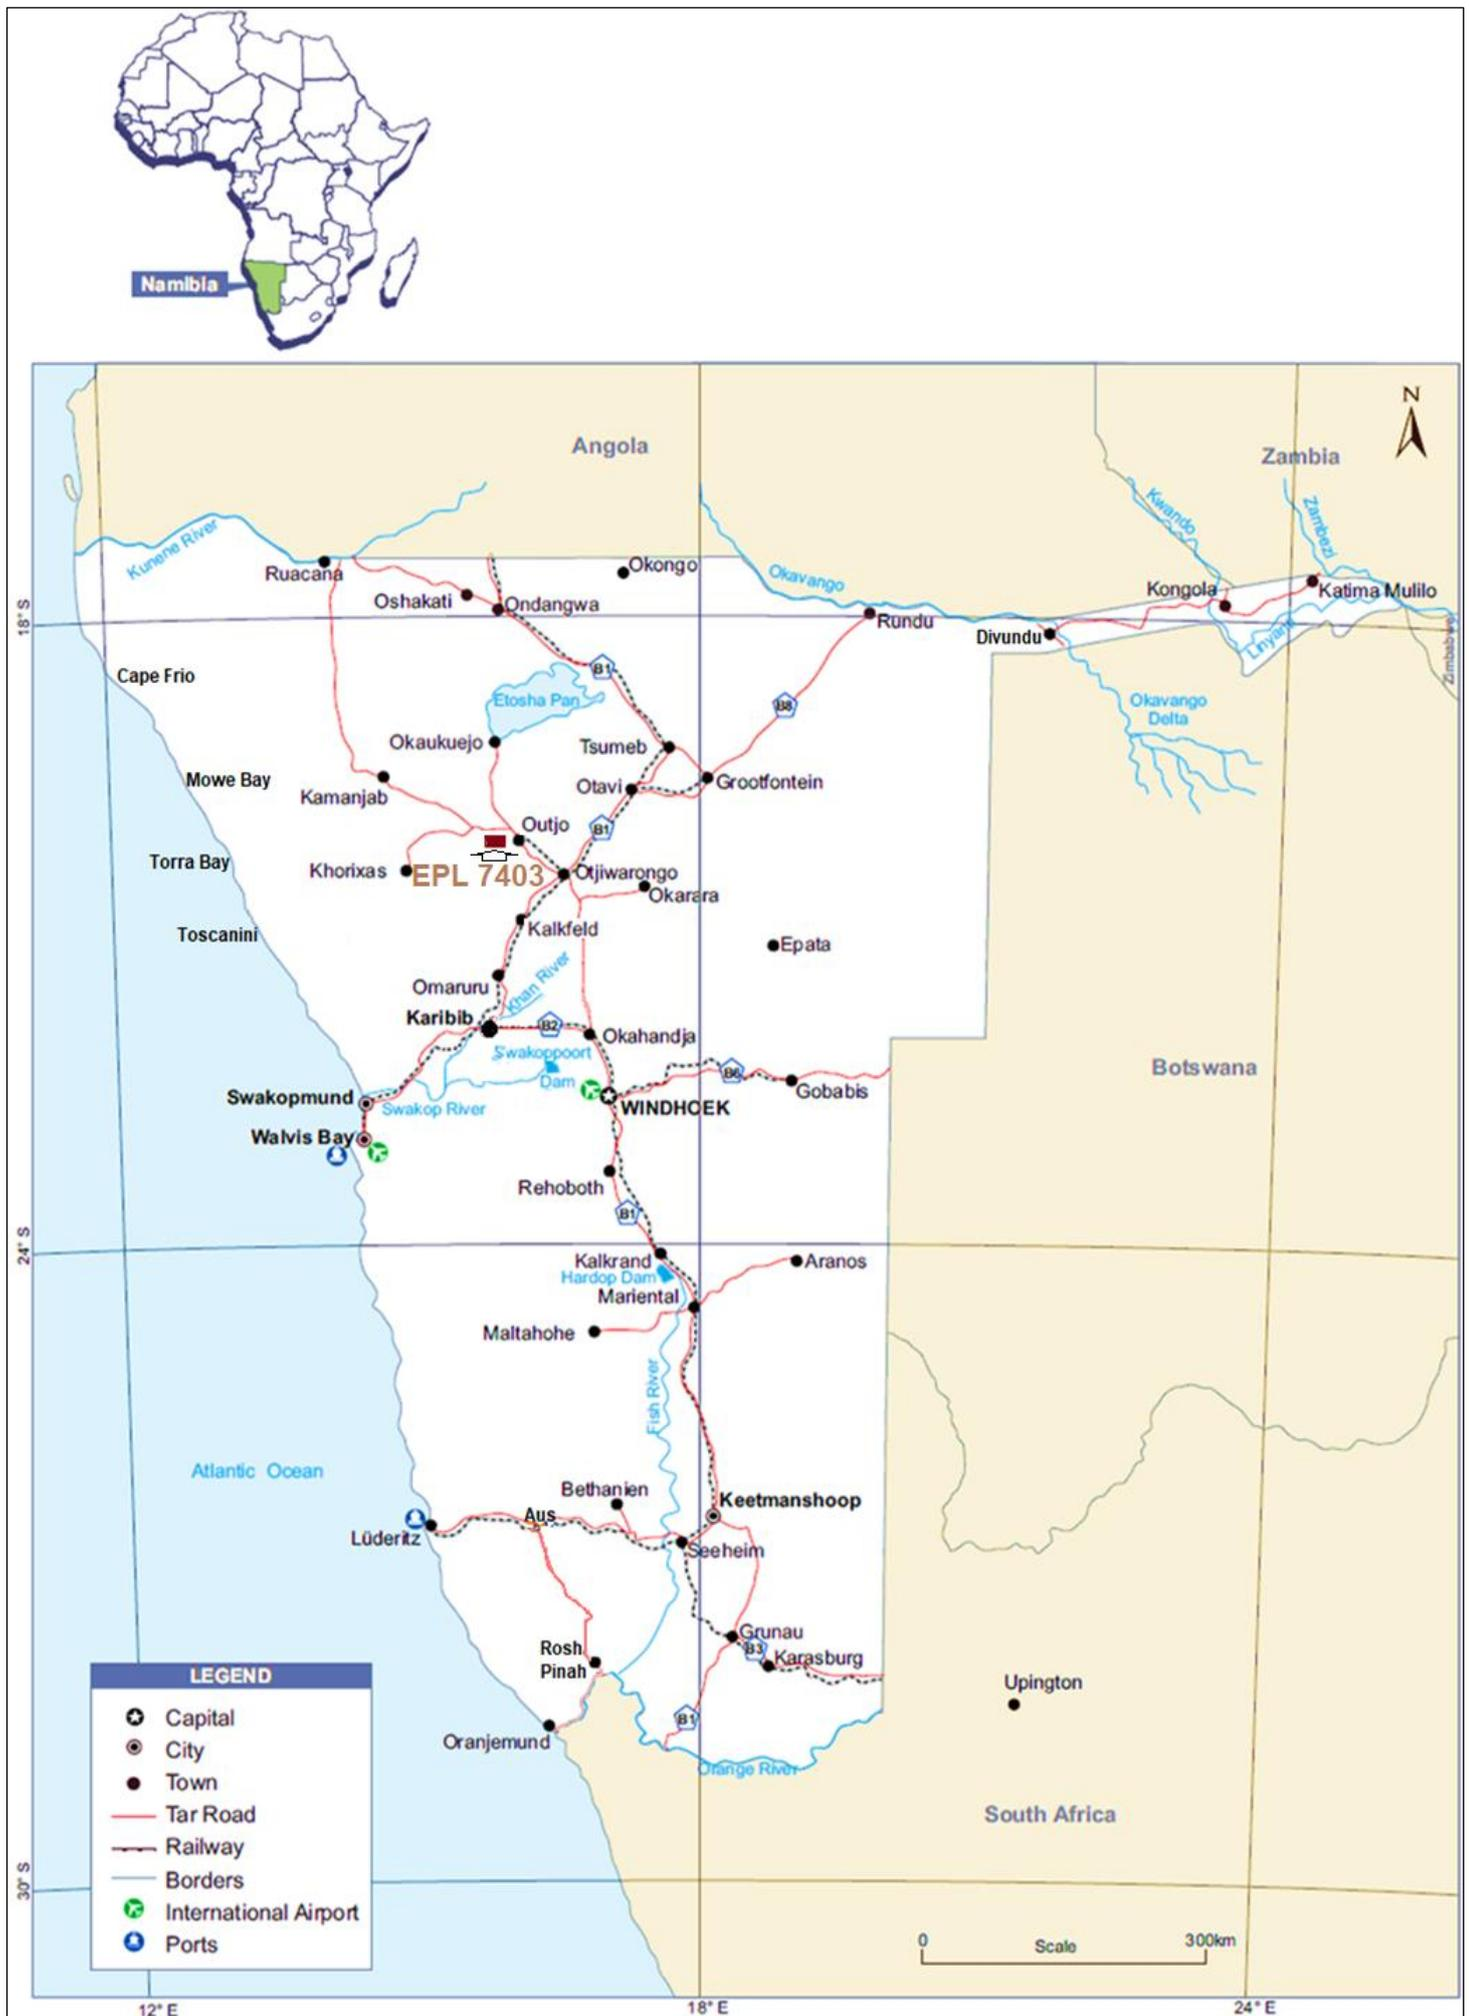 Namibia
N
Angola
Zambia
Kwando
Zambezi
Kunene River
Ruacana
Okongo
Okavango
Oshakati
Ondangwa
Kongola
Katima Mulilo
18° S
Rundu
Divundu
Linyanti
Zimbabwe
Cape Frio
B1
Etosha Pan
B8
Okavango
Delta
Okaukuejo
Tsumeb
Mowe Bay
Kamanjab
Otavi
Grootfontein
Outjo
B1
Torra Bay
Khorixas
EPL 7403
Otjiwarongo
Okarara
Toscanini
Kalkfeld
Epata
Omaruru
Khan River
Karibib
B2
Okahandja
Swakoppoort
Dam
B6
Botswana
Gobabis
Swakopmund
Swakop River
WINDHOEK
Walvis Bay
Rehoboth
B1
24° S
Kalkrand
Aranos
Hardop Dam
Mariental
Maltahohe
Fish River
Atlantic Ocean
Bethanien
Keetmanshoop
Aus
Lüderitz
Seeheim
Grunau
B3
Rosh
Pinah
Karasburg
Upington
B1
Oranjemund
Orange River
South Africa
30° S
LEGEND
Capital
City
Town
Tar Road
Railway
Borders
International Airport
Ports
0
Scale
300km
12° E
18° E
24° E